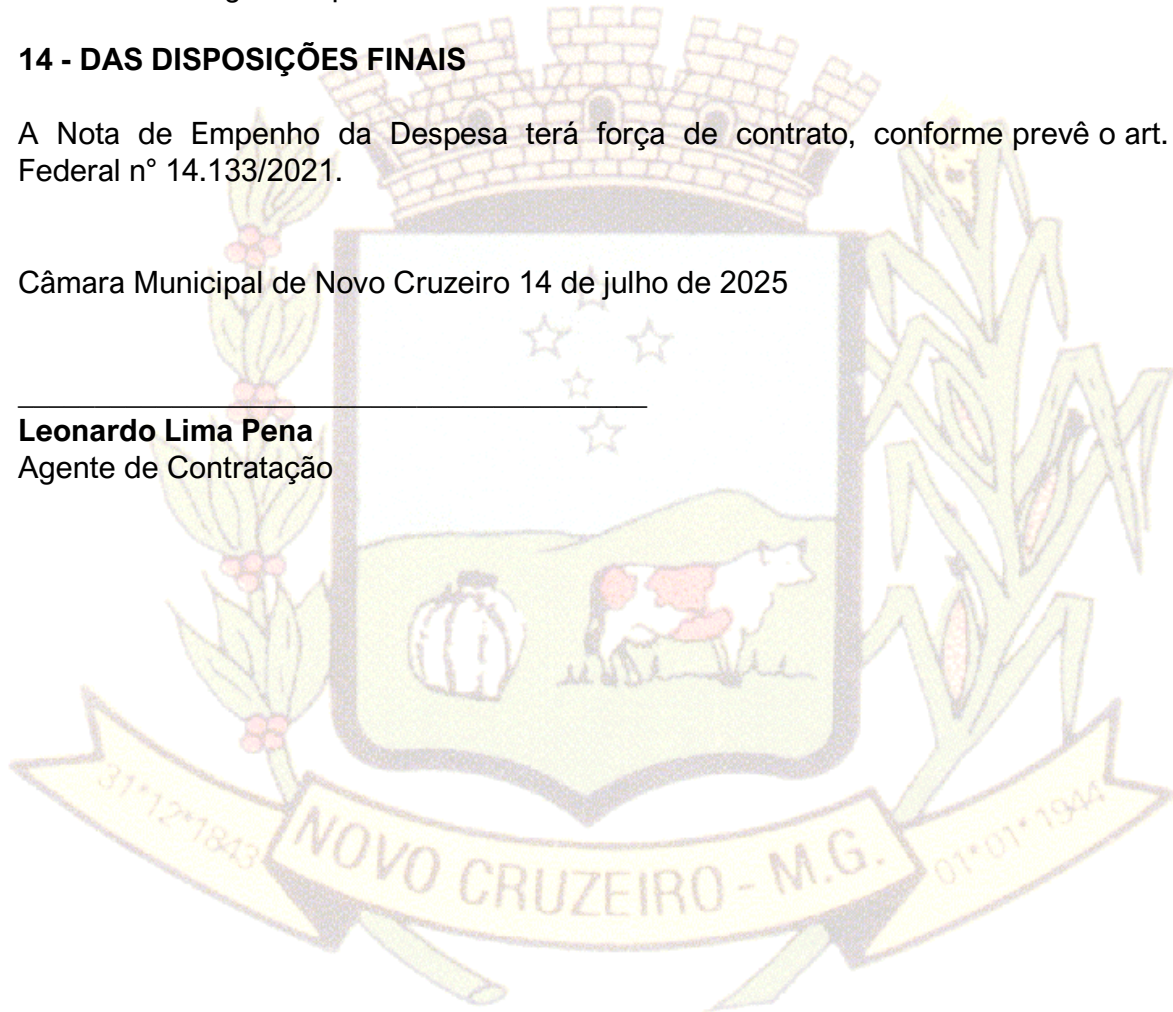 14 - DAS DISPOSIÇÕES FINAIS
A Nota de Empenho da Despesa terá força de contrato, conforme prevê o art.
Federal n° 14.133/2021.
Câmara Municipal de Novo Cruzeiro 14 de julho de 2025
Leonardo Lima Pena
Agente de Contratação
31*12*1843
NOVO CRUZEIRO - M.G.
01*01*1944